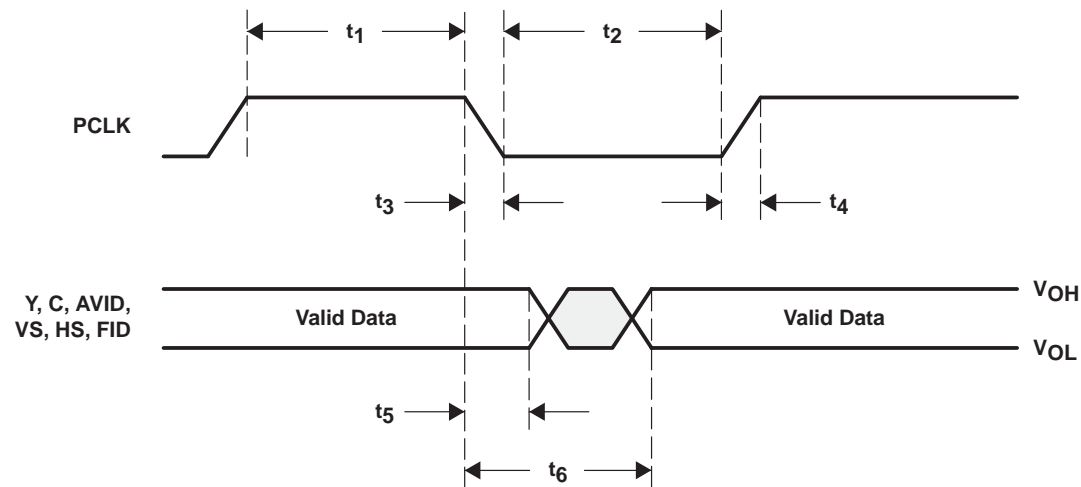 t1
t2
PCLK
t3
t4
Y, C, AVID,
VS, HS, FID
Valid Data
Valid Data
VOH
VOL
t5
t6